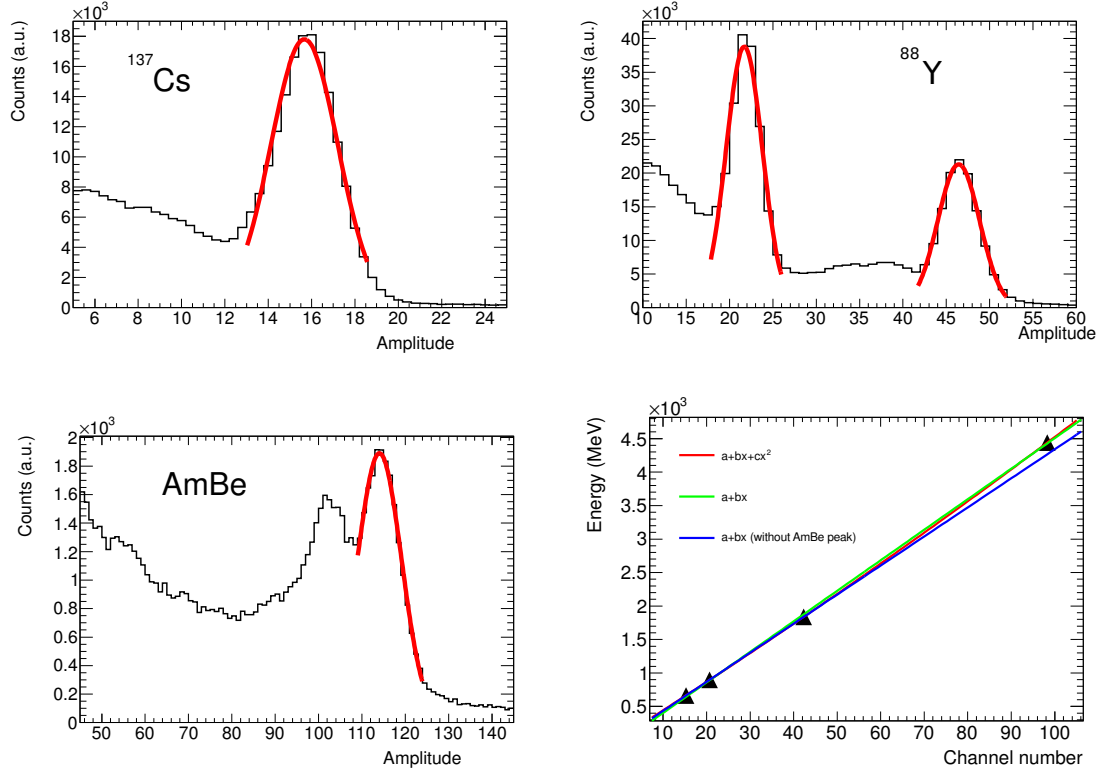 ×10³
Counts (a.u.)
¹³⁷Cs
18
16
14
12
10
8
6
4
2
0
6 8 10 12 14 16 18 20 22 24
Amplitude
×10³
Counts (a.u.)
⁸⁸Y
40
35
30
25
20
15
10
5
0
10 15 20 25 30 35 40 45 50 55 60
Amplitude
×10³
Counts (a.u.)
AmBe
2
1.8
1.6
1.4
1.2
1
0.8
0.6
0.4
0.2
0
50 60 70 80 90 100 110 120 130 140
Amplitude
×10³
Energy (MeV)
4.5
4
3.5
3
2.5
2
1.5
1
0.5
a+bx+cx²
a+bx
a+bx (without AmBe peak)
10 20 30 40 50 60 70 80 90 100
Channel number